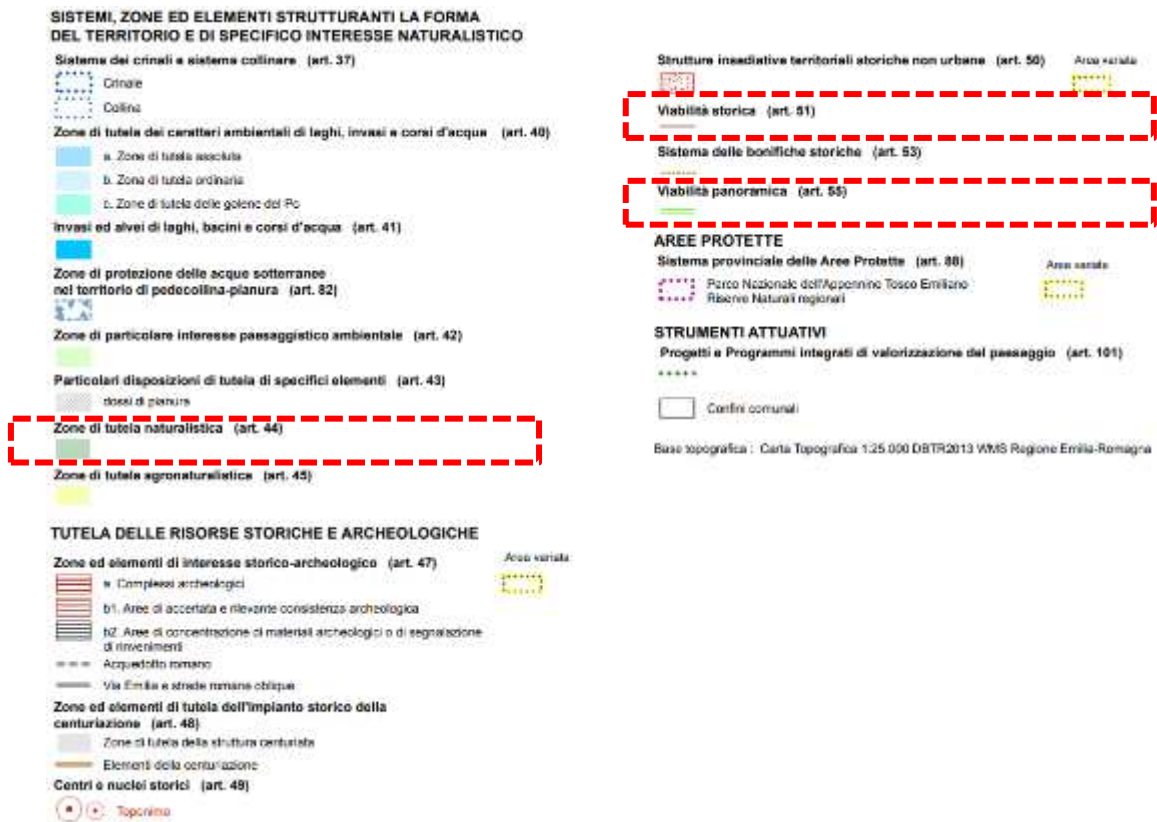 SISTEMI, ZONE ED ELEMENTI STRUTTURANTI LA FORMA
DEL TERRITORIO E DI SPECIFICO INTERESSE NATURALISTICO
Sistema dei crinali e sistema collinare (art. 37)
Crinale
Collina
Zone di tutela dei caratteri ambientali di laghi, invasi e corsi d'acqua (art. 40)
a. Zone di tutela assoluta
b. Zone di tutela ordinaria
c. Zone di tutela delle golene del Po
Invasi ed alvei di laghi, bacini e corsi d'acqua (art. 41)
Zone di protezione delle acque sotterranee
nel territorio di pedecollina-pianura (art. 82)
Zone di particolare interesse paesaggistico ambientale (art. 42)
Particolari disposizioni di tutela di specifici elementi (art. 43)
dossi di pianura
Zone di tutela naturalistica (art. 44)
Zone di tutela agronaturalistica (art. 45)
TUTELA DELLE RISORSE STORICHE E ARCHEOLOGICHE
Zone ed elementi di interesse storico-archeologico (art. 47)
Area variata
a. Complessi archeologici
b1. Aree di accertata e rilevante consistenza archeologica
b2. Aree di concentrazione di materiali archeologici o di segnalazione
di rinvenimenti
Acquedotto romano
Via Emilia e strade romane oblique
Zone ed elementi di tutela dell'impianto storico della
centuriazione (art. 48)
Zone di tutela della struttura centuriata
Elementi della centuriazione
Centri e nuclei storici (art. 49)
Toponimo
Strutture insediative territoriali storiche non urbane (art. 50)
Area variata
Viabilità storica (art. 51)
Sistema delle bonifiche storiche (art. 53)
Viabilità panoramica (art. 55)
AREE PROTETTE
Sistema provinciale delle Aree Protette (art. 88)
Area variata
Parco Nazionale dell'Appennino Tosco Emiliano
Riserve Naturali regionali
STRUMENTI ATTUATIVI
Progetti e Programmi integrati di valorizzazione del paesaggio (art. 101)
Confini comunali
Base topografica : Carta Topografica 1:25.000 DBTR2013 WMS Regione Emilia-Romagna